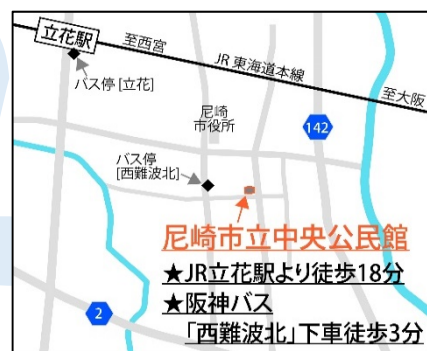 立花駅
至西宮
JR 東海道本線
至大阪
バス停 [立花]
尼崎
市役所
142
バス停
[西難波北]
尼崎市立中央公民館
★JR立花駅より徒歩18分
★阪神バス
「西難波北」下車徒歩3分
2